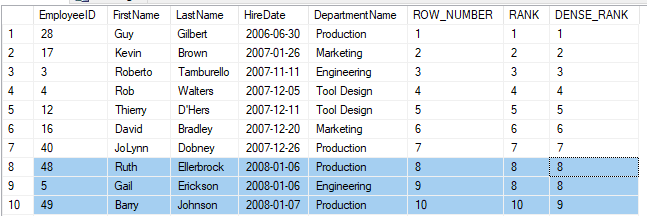 EmployeeID FirstName LastName HireDate DepartmentName ROW_NUMBER RANK DENSE_RANK
1 28 Guy Gilbert 2006-06-30 Production 1 1 1
2 17 Kevin Brown 2007-01-26 Marketing 2 2 2
3 3 Roberto Tamburello 2007-11-11 Engineering 3 3 3
4 4 Rob Walters 2007-12-05 Tool Design 4 4 4
5 12 Thierry D'Hers 2007-12-11 Tool Design 5 5 5
6 16 David Bradley 2007-12-20 Marketing 6 6 6
7 40 JoLynn Dobney 2007-12-26 Production 7 7 7
8 48 Ruth Ellerbrock 2008-01-06 Production 8 8 8
9 5 Gail Erickson 2008-01-06 Engineering 9 8 8
10 49 Barry Johnson 2008-01-07 Production 10 10 9